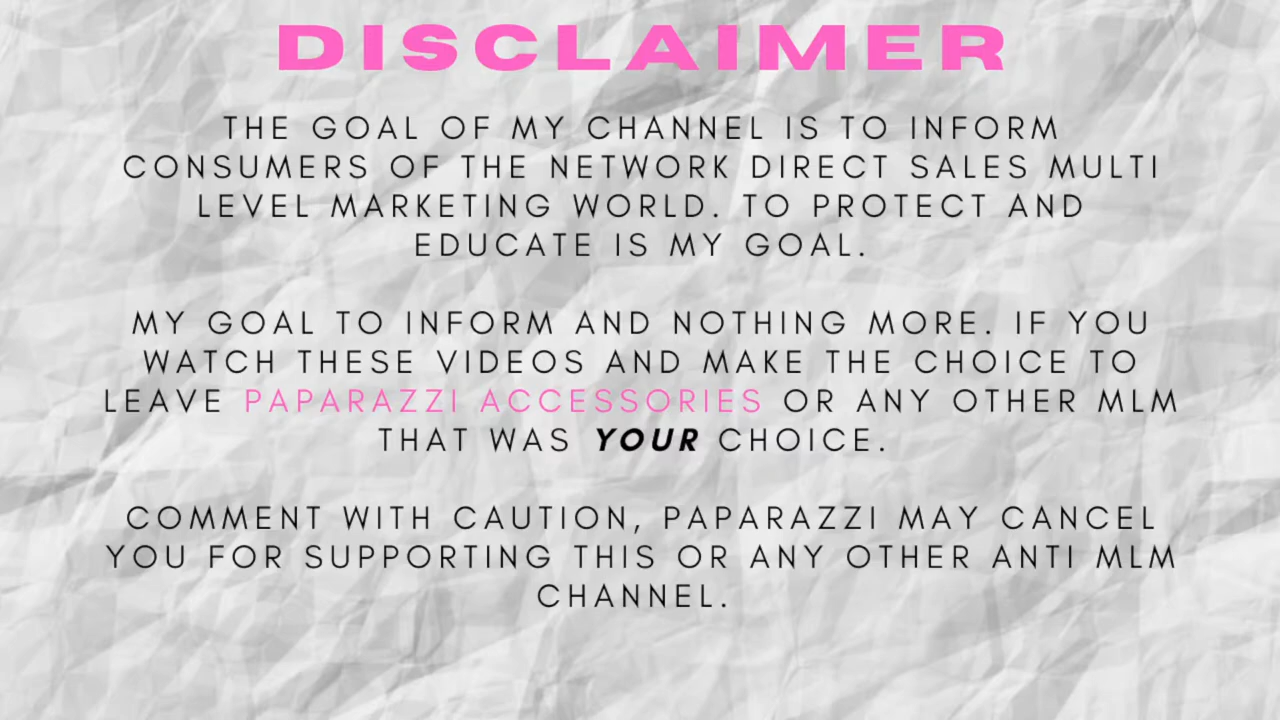 DISCLAIMER
THE GOAL OF MY CHANNEL IS TO INFORM
CONSUMERS OF THE NETWORK DIRECT SALES MULTI
LEVEL MARKETING WORLD. TO PROTECT AND
EDUCATE IS MY GOAL.
MY GOAL TO INFORM AND NOTHING MORE. IF YOU
WATCH THESE VIDEOS AND MAKE THE CHOICE TO
LEAVE PAPARAZZI ACCESSORIES OR ANY OTHER MLM
THAT WAS YOUR CHOICE.
COMMENT WITH CAUTION, PAPARAZZI MAY CANCEL
YOU FOR SUPPORTING THIS OR ANY OTHER ANTI MLM
CHANNEL.